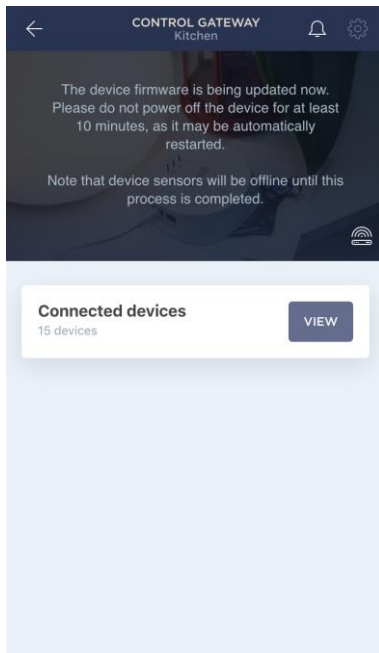 CONTROL GATEWAY
Kitchen
The device firmware is being updated now.
Please do not power off the device for at least
10 minutes, as it may be automatically
restarted.
Note that device sensors will be offline until this
process is completed.
Connected devices
15 devices
VIEW